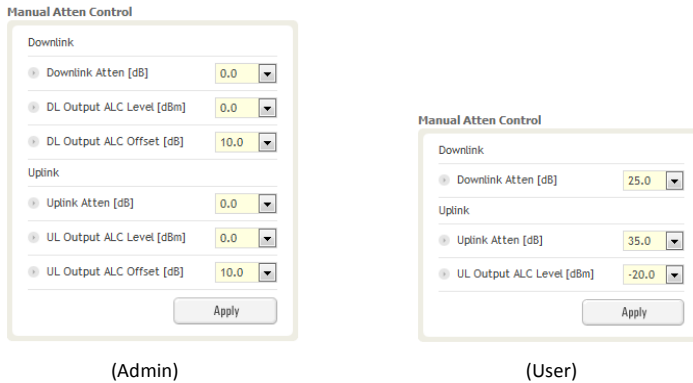 Manual Atten Control
Downlink
Downlink Atten [dB] 0.0
DL Output ALC Level [dBm] 0.0
DL Output ALC Offset [dB] 10.0
Uplink
Uplink Atten [dB] 0.0
UL Output ALC Level [dBm] 0.0
UL Output ALC Offset [dB] 10.0
Apply
(Admin)
Manual Atten Control
Downlink
Downlink Atten [dB] 25.0
Uplink
Uplink Atten [dB] 35.0
UL Output ALC Level [dBm] -20.0
Apply
(User)